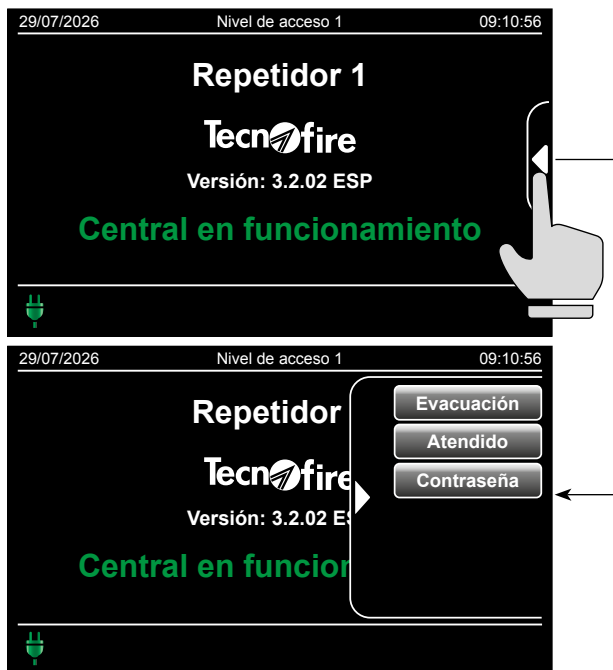 29/07/2026 Nivel de acceso 1 09:10:56
Repetidor 1
Tecnofire
Versión: 3.2.02 ESP
Central en funcionamiento
29/07/2026 Nivel de acceso 1 09:10:56
Repetidor
Evacuación
Atendido
Tecnofire
Contraseña
Versión: 3.2.02 ES
Central en funcion